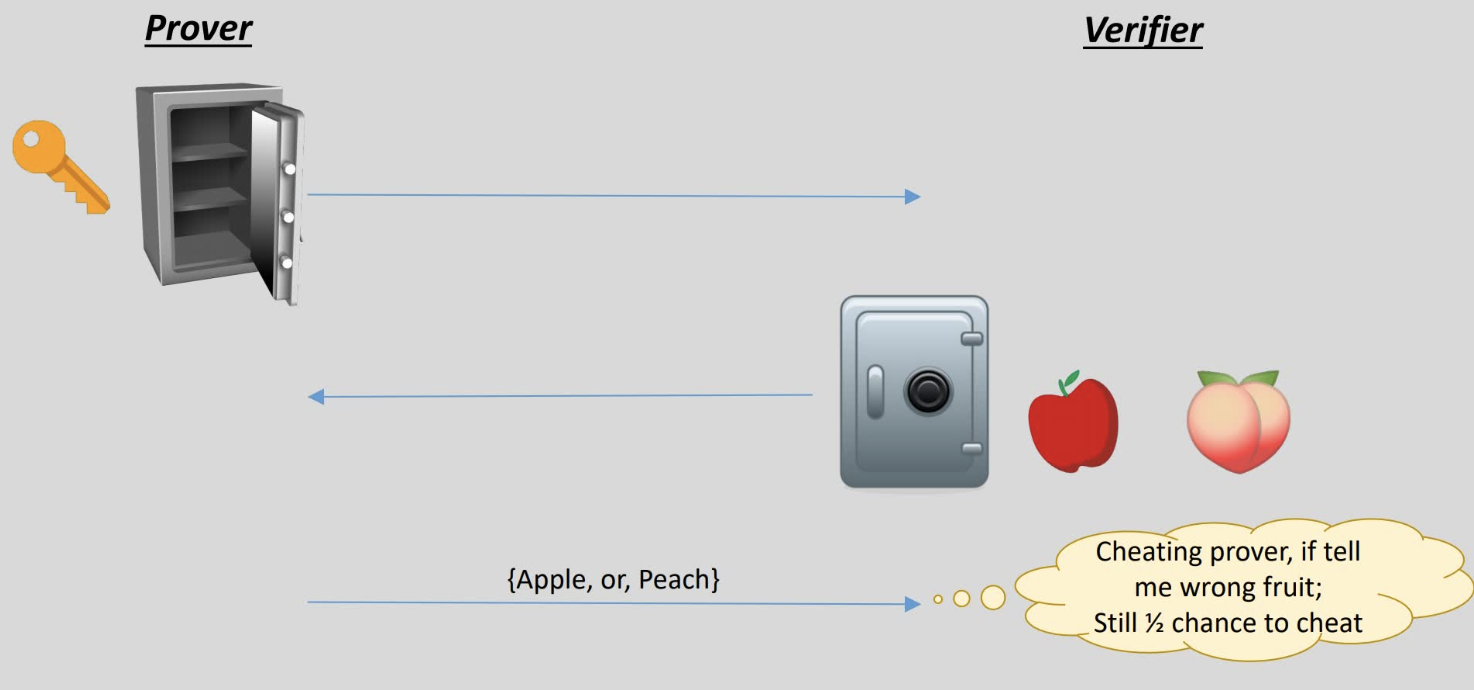 Prover
Verifier
{Apple, or, Peach}
Cheating prover, if tell
me wrong fruit;
Still ½ chance to cheat